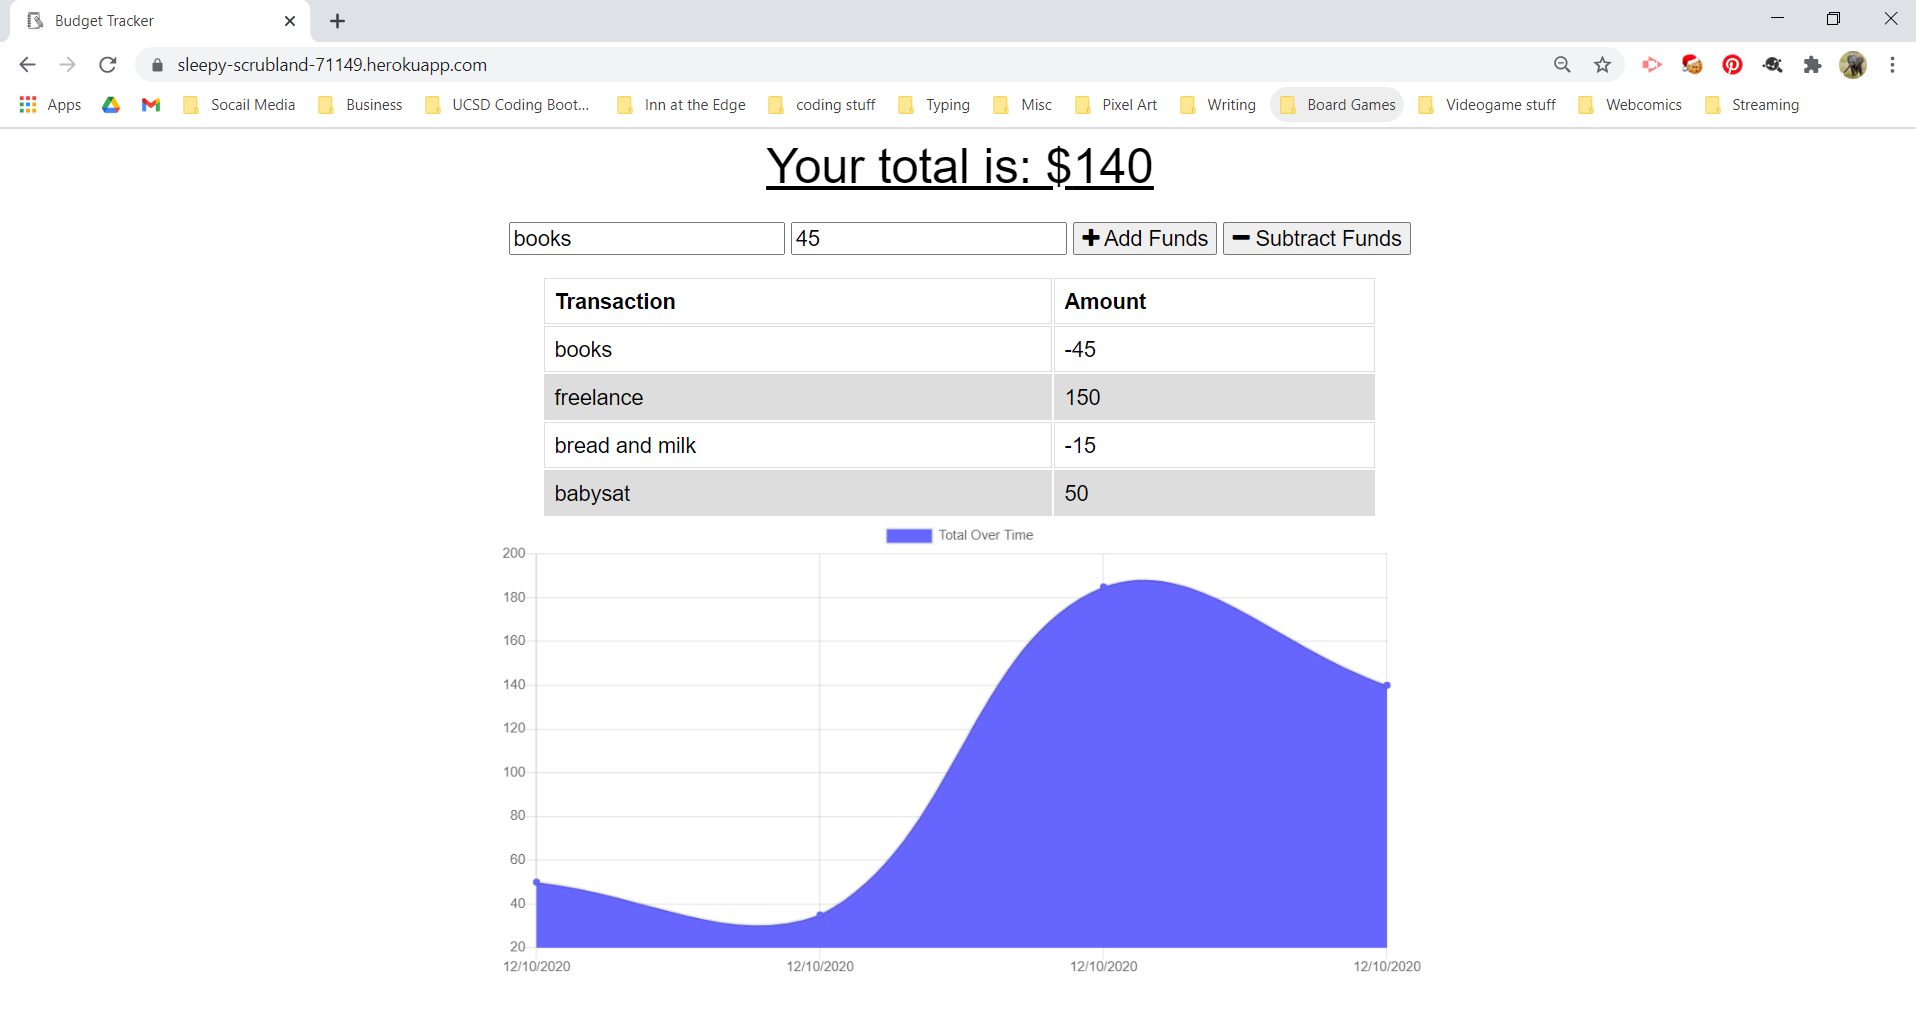 Budget Tracker
sleepy-scrubland-71149.herokuapp.com
Apps Socail Media Business UCSD Coding Boot... Inn at the Edge coding stuff Typing Misc Pixel Art Writing Board Games Videogame stuff Webcomics Streaming
Your total is: $140
books 45 Add Funds Subtract Funds
Transaction Amount
books -45
freelance 150
bread and milk -15
babysat 50
Total Over Time
200
180
160
140
120
100
80
60
40
20
12/10/2020 12/10/2020 12/10/2020 12/10/2020